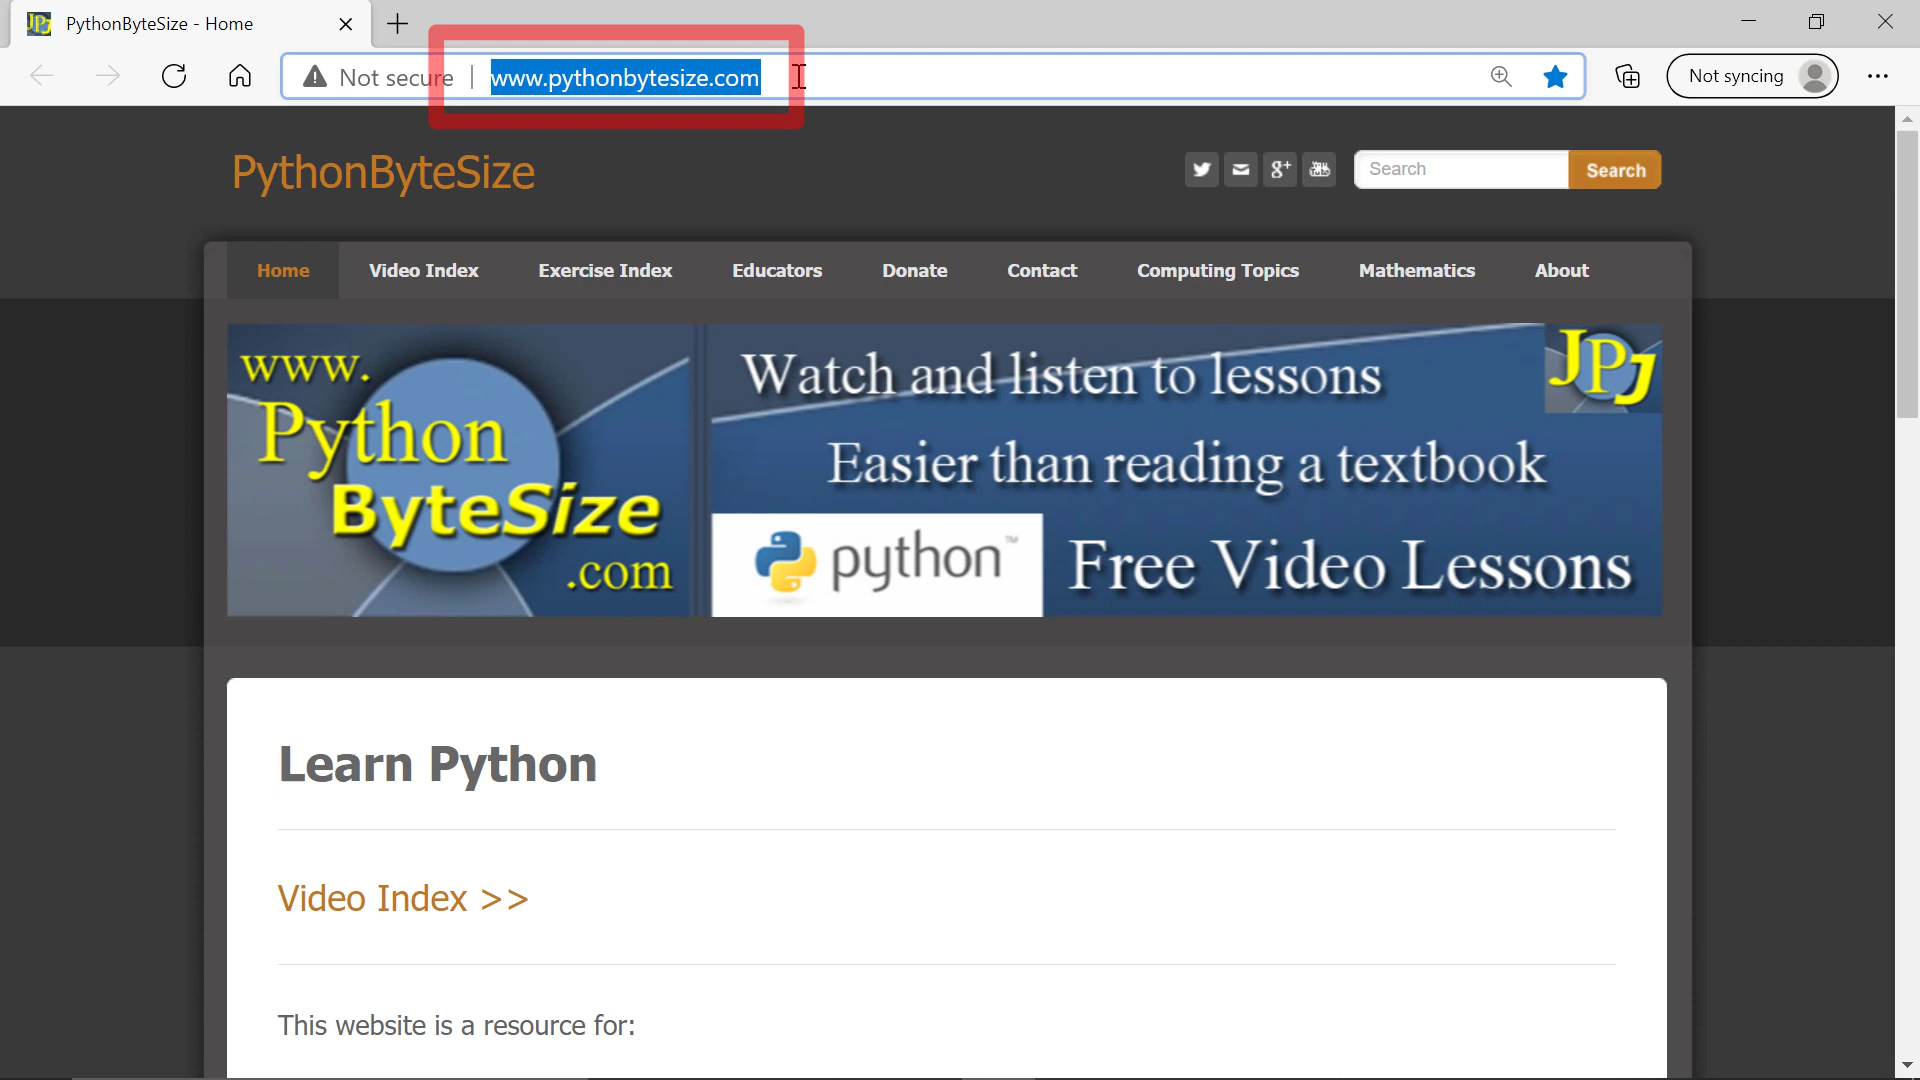 PythonByteSize - Home
Not secure | www.pythonbytesize.com
Not syncing
PythonByteSize
Search
Search
Home
Video Index
Exercise Index
Educators
Donate
Contact
Computing Topics
Mathematics
About
www.
Python
ByteSize
.com
Watch and listen to lessons
JPJ
Easier than reading a textbook
python™
Free Video Lessons
Learn Python
Video Index >>
This website is a resource for: